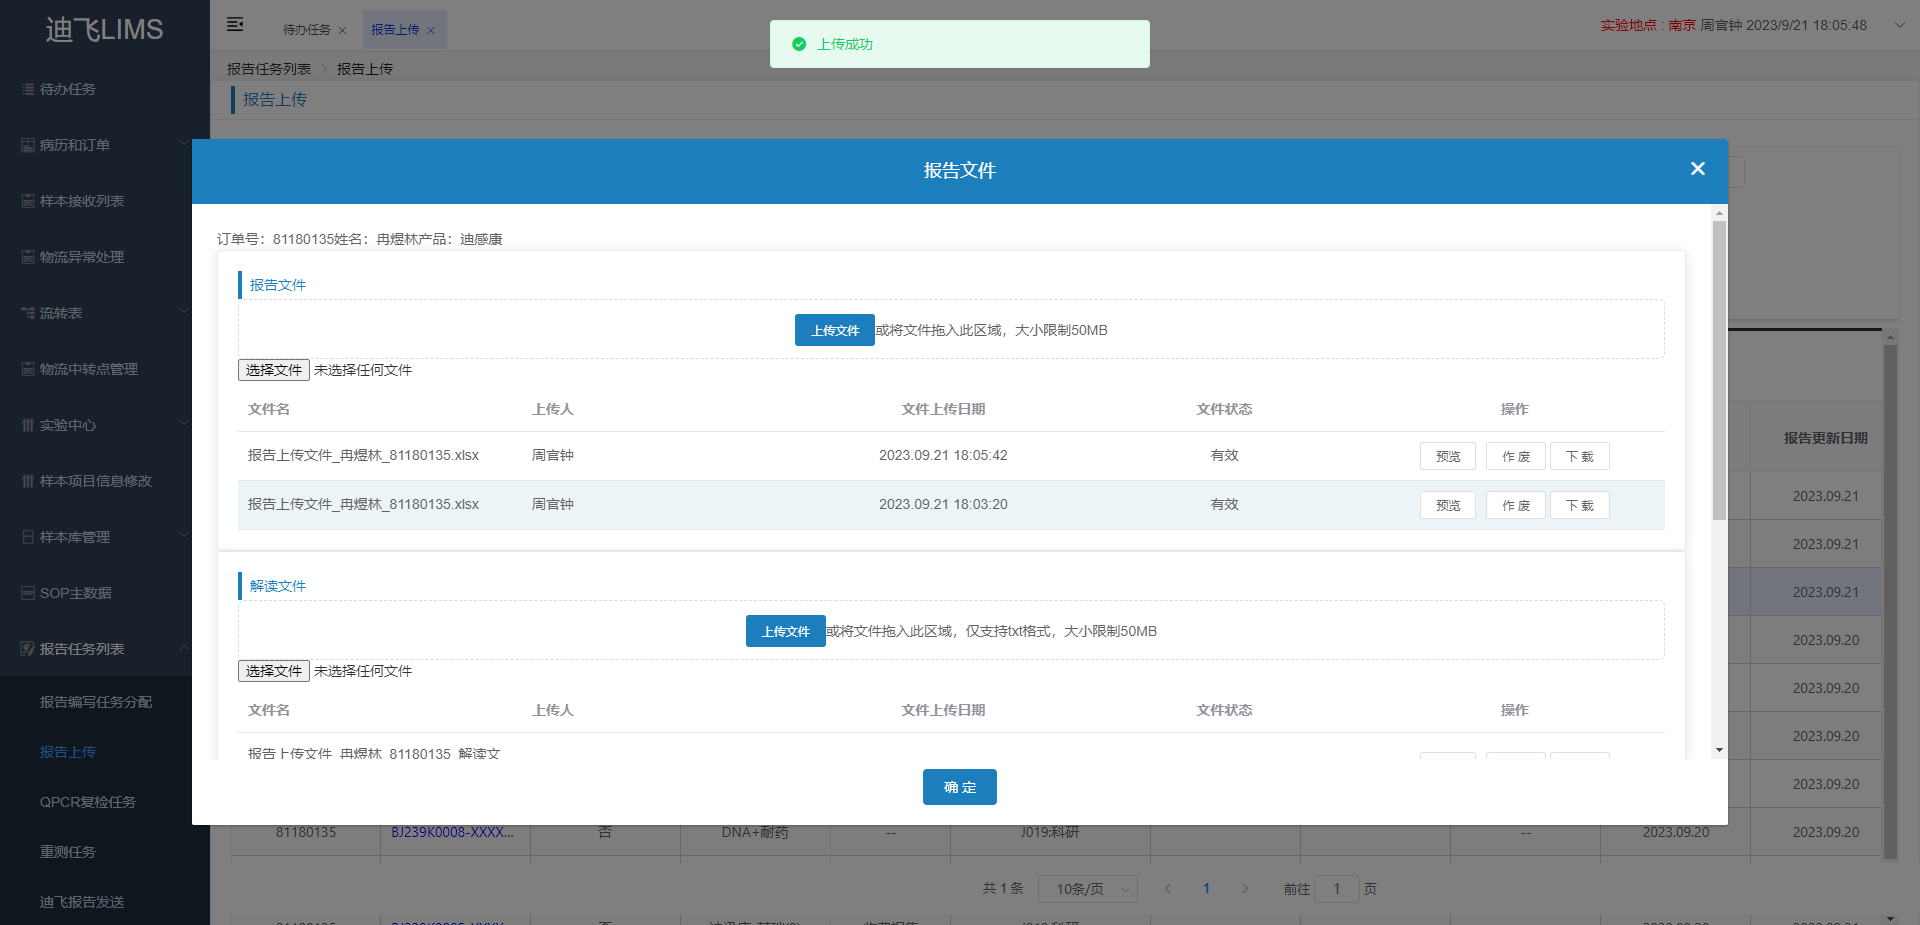 迪飞LIMS
待办任务
报告上传
上传成功
实验地点 : 南京 周官钟 2023/9/21 18:05:48
报告任务列表
报告上传
待办任务
报告上传
病历和订单
样本接收列表
物流异常处理
流转表
物流中转点管理
实验中心
样本项目信息修改
样本库管理
SOP主数据
报告任务列表
报告编写任务分配
报告上传
QPCR复检任务
重测任务
迪飞报告发送
报告文件
订单号：81180135姓名：冉煜林产品：迪感康
报告文件
上传文件 或将文件拖入此区域，大小限制50MB
选择文件 未选择任何文件
文件名 上传人 文件上传日期 文件状态 操作
报告上传文件_冉煜林_81180135.xlsx 周官钟 2023.09.21 18:05:42 有效 预览 作 废 下 载
报告上传文件_冉煜林_81180135.xlsx 周官钟 2023.09.21 18:03:20 有效 预览 作 废 下 载
解读文件
上传文件 或将文件拖入此区域，仅支持txt格式，大小限制50MB
选择文件 未选择任何文件
文件名 上传人 文件上传日期 文件状态 操作
报告上传文件_冉煜林_81180135_解读文
确 定
报告更新日期
2023.09.21
2023.09.21
2023.09.21
2023.09.20
2023.09.20
2023.09.20
2023.09.20
81180135 BJ239K0008-XXXX... 否 DNA+耐药 -- J019:科研 -- 2023.09.20 2023.09.20
共 1 条 10条/页 1 前往 1 页